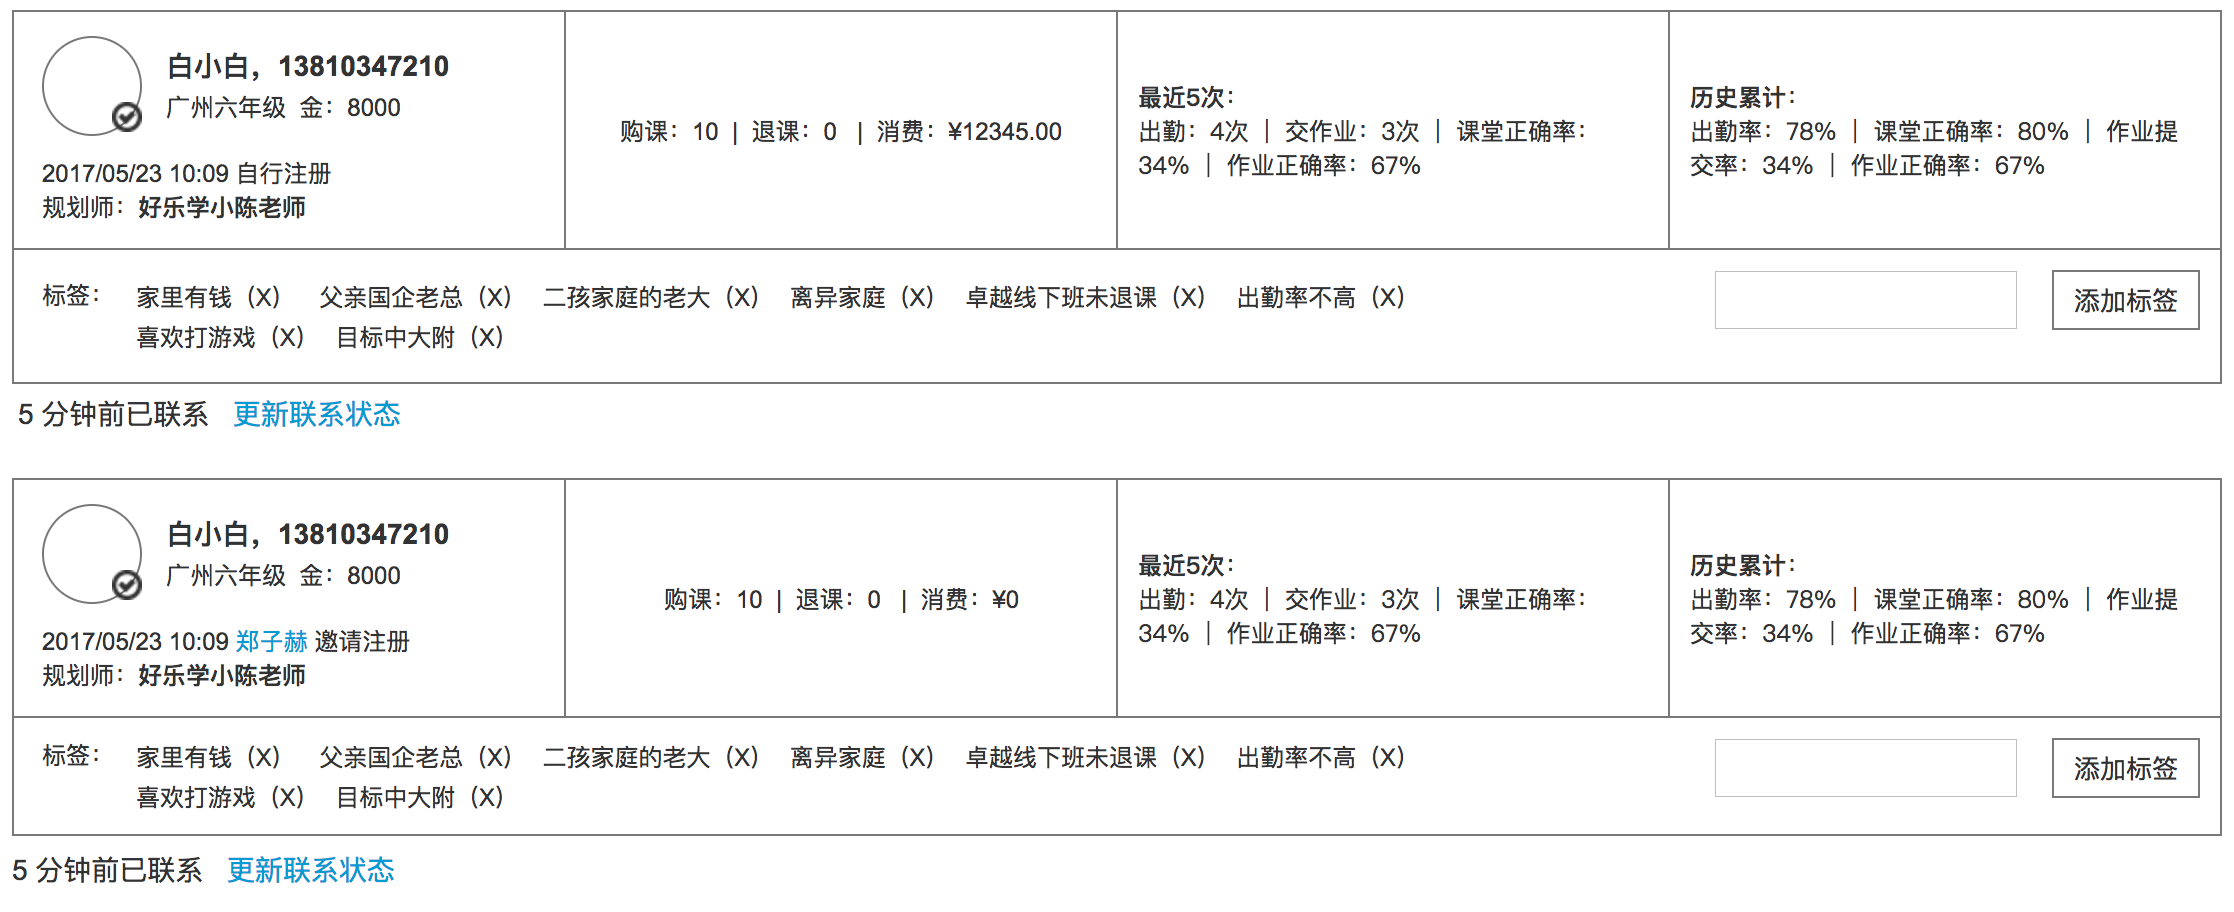 白小白，13810347210
广州六年级 金：8000
2017/05/23 10:09 自行注册
规划师：好乐学小陈老师
购课：10 | 退课：0 | 消费：¥12345.00
最近5次：
出勤：4次 | 交作业：3次 | 课堂正确率：
34% | 作业正确率：67%
历史累计：
出勤率：78% | 课堂正确率：80% | 作业提
交率：34% | 作业正确率：67%
标签： 家里有钱（X） 父亲国企老总（X） 二孩家庭的老大（X） 离异家庭（X） 卓越线下班未退课（X） 出勤率不高（X）
喜欢打游戏（X） 目标中大附（X）
添加标签
5 分钟前已联系 更新联系状态
白小白，13810347210
广州六年级 金：8000
2017/05/23 10:09 郑子赫 邀请注册
规划师：好乐学小陈老师
购课：10 | 退课：0 | 消费：¥0
最近5次：
出勤：4次 | 交作业：3次 | 课堂正确率：
34% | 作业正确率：67%
历史累计：
出勤率：78% | 课堂正确率：80% | 作业提
交率：34% | 作业正确率：67%
标签： 家里有钱（X） 父亲国企老总（X） 二孩家庭的老大（X） 离异家庭（X） 卓越线下班未退课（X） 出勤率不高（X）
喜欢打游戏（X） 目标中大附（X）
添加标签
5 分钟前已联系 更新联系状态